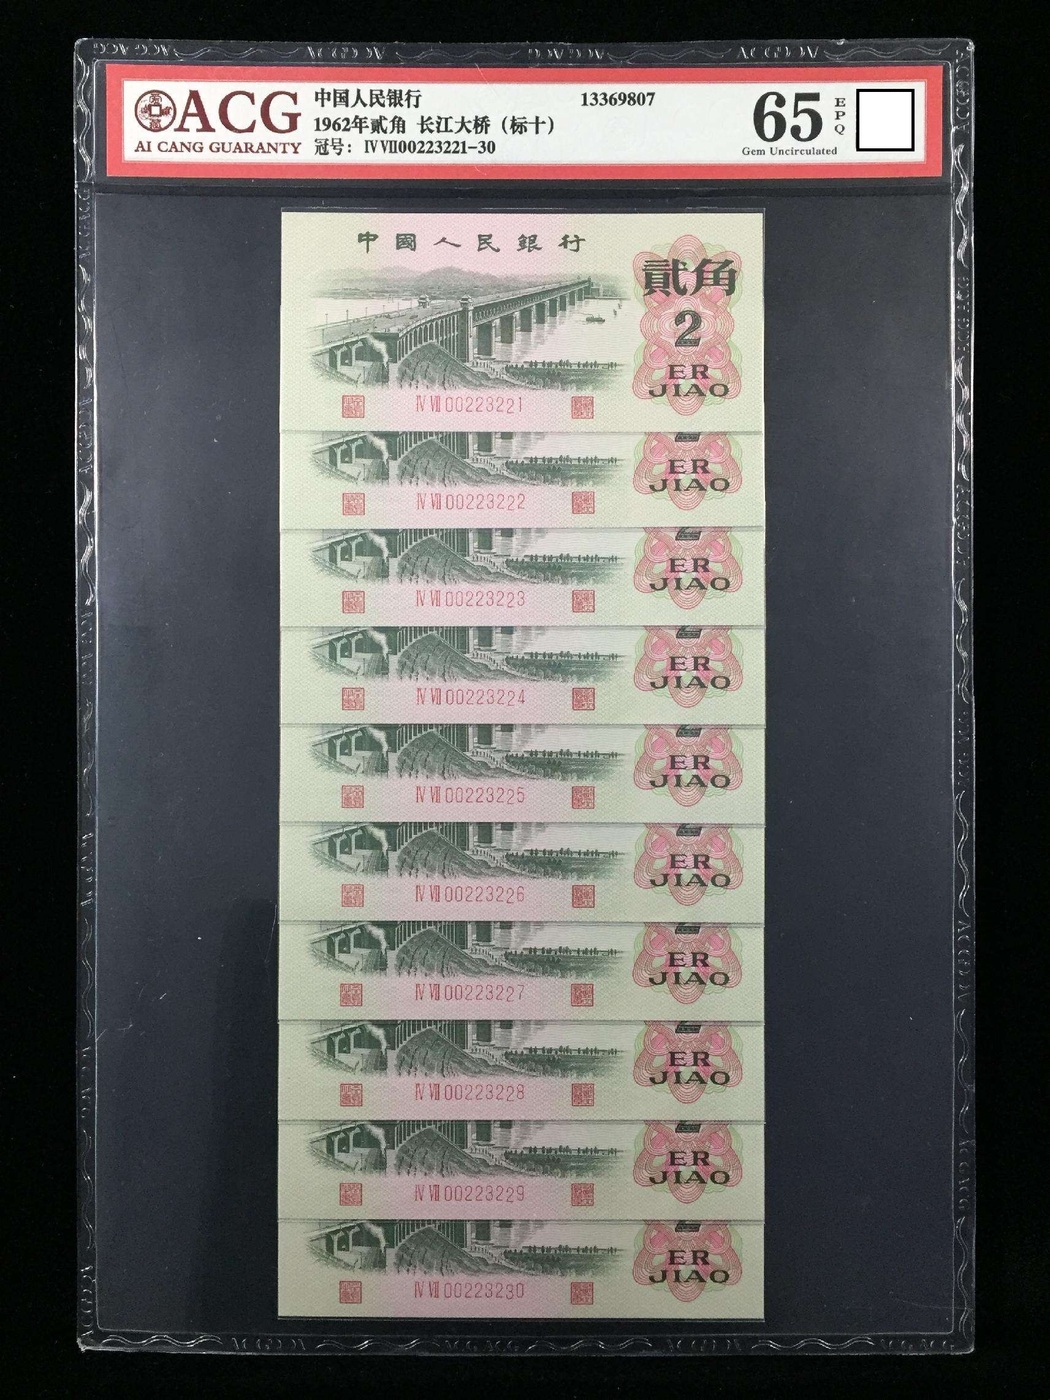 ACG
AI CANG GUARANTY
中国人民银行
13369807
1962年贰角 长江大桥（标十）
冠号： IV VII00223221-30
65
EPQ
Gem Uncirculated
中國人民銀行
貳角
2
ER
JIAO
Ⅳ Ⅶ 00223221
ER
JIAO
Ⅳ Ⅶ 00223222
ER
JIAO
Ⅳ Ⅶ 00223223
ER
JIAO
Ⅳ Ⅶ 00223224
ER
JIAO
Ⅳ Ⅶ 00223225
ER
JIAO
Ⅳ Ⅶ 00223226
ER
JIAO
Ⅳ Ⅶ 00223227
ER
JIAO
Ⅳ Ⅶ 00223228
ER
JIAO
Ⅳ Ⅶ 00223229
ER
JIAO
Ⅳ Ⅶ 00223230